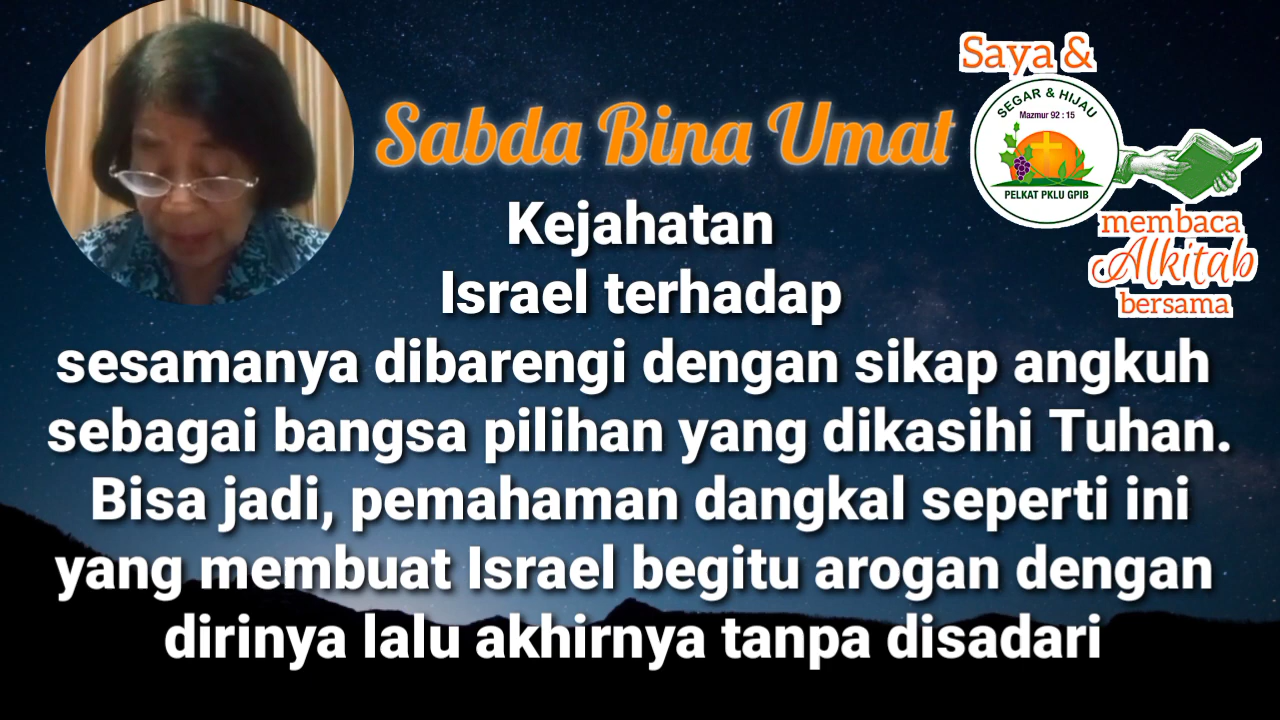 Saya &
SEGAR & HIJAU
Mazmur 92 : 15
PELKAT PKLU GPIB
membaca
Alkitab
bersama
Sabda Bina Umat
Kejahatan
Israel terhadap
sesamanya dibarengi dengan sikap angkuh
sebagai bangsa pilihan yang dikasihi Tuhan.
Bisa jadi, pemahaman dangkal seperti ini
yang membuat Israel begitu arogan dengan
dirinya lalu akhirnya tanpa disadari